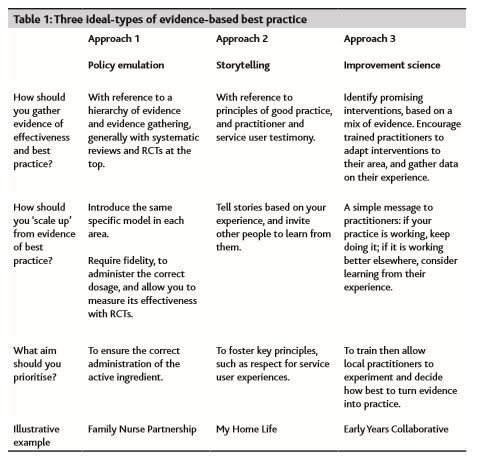 Table 1: Three ideal-types of evidence-based best practice
Approach 1 Approach 2 Approach 3
Policy emulation Storytelling Improvement science
How should you gather evidence of effectiveness and best practice?
With reference to a
hierarchy of evidence
and evidence gathering,
generally with systematic
reviews and RCTs at the
top.
With reference to
principles of good practice,
and practitioner and
service user testimony.
Identify promising
interventions, based on a
mix of evidence. Encourage
trained practitioners to
adapt interventions to
their area, and gather data
on their experience.
How should
you ‘scale up’
from evidence
of best
practice?
Introduce the same
specific model in each
area.
Require fidelity, to
administer the correct
dosage, and allow you to
measure its effectiveness
with RCTs.
Tell stories based on your
experience, and invite
other people to learn from
them.
A simple message to
practitioners: if your
practice is working, keep
doing it; if it is working
better elsewhere, consider
learning from their
experience.
What aim
should you
prioritise?
To ensure the correct
administration of the
active ingredient.
To foster key principles,
such as respect for service
user experiences.
To train then allow
local practitioners to
experiment and decide
how best to turn evidence
into practice.
Illustrative
example
Family Nurse Partnership
My Home Life
Early Years Collaborative